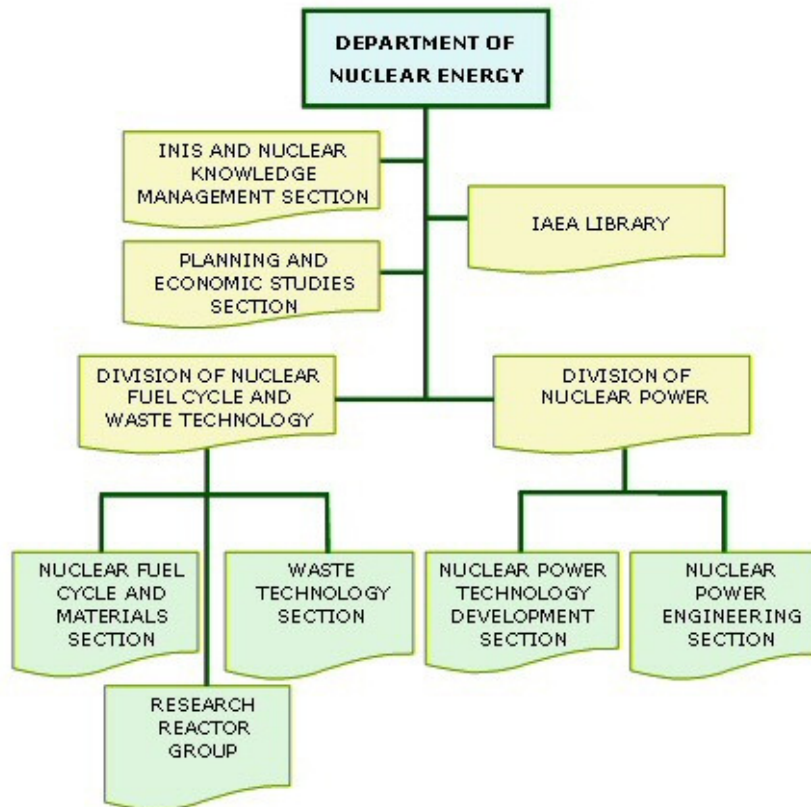 DEPARTMENT OF
NUCLEAR ENERGY
INIS AND NUCLEAR
KNOWLEDGE
MANAGEMENT SECTION
IAEA LIBRARY
PLANNING AND
ECONOMIC STUDIES
SECTION
DIVISION OF NUCLEAR
FUEL CYCLE AND
WASTE TECHNOLOGY
DIVISION OF
NUCLEAR POWER
NUCLEAR FUEL
CYCLE AND
MATERIALS
SECTION
WASTE
TECHNOLOGY
SECTION
NUCLEAR POWER
TECHNOLOGY
DEVELOPMENT
SECTION
NUCLEAR
POWER
ENGINEERING
SECTION
RESEARCH
REACTOR
GROUP